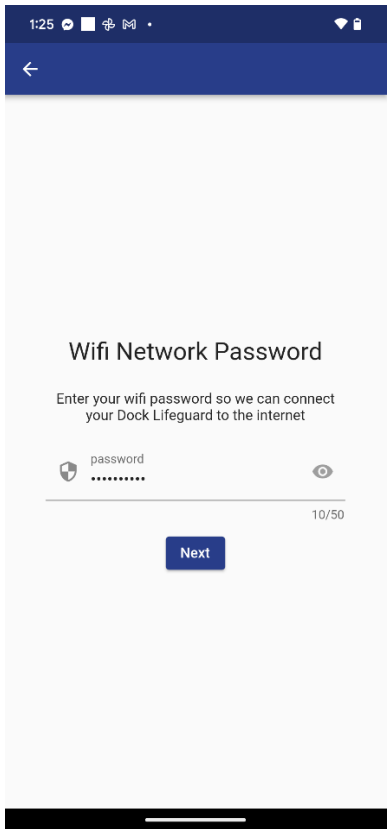 1:25
Wifi Network Password
Enter your wifi password so we can connect
your Dock Lifeguard to the internet
password
••••••••••
10/50
Next